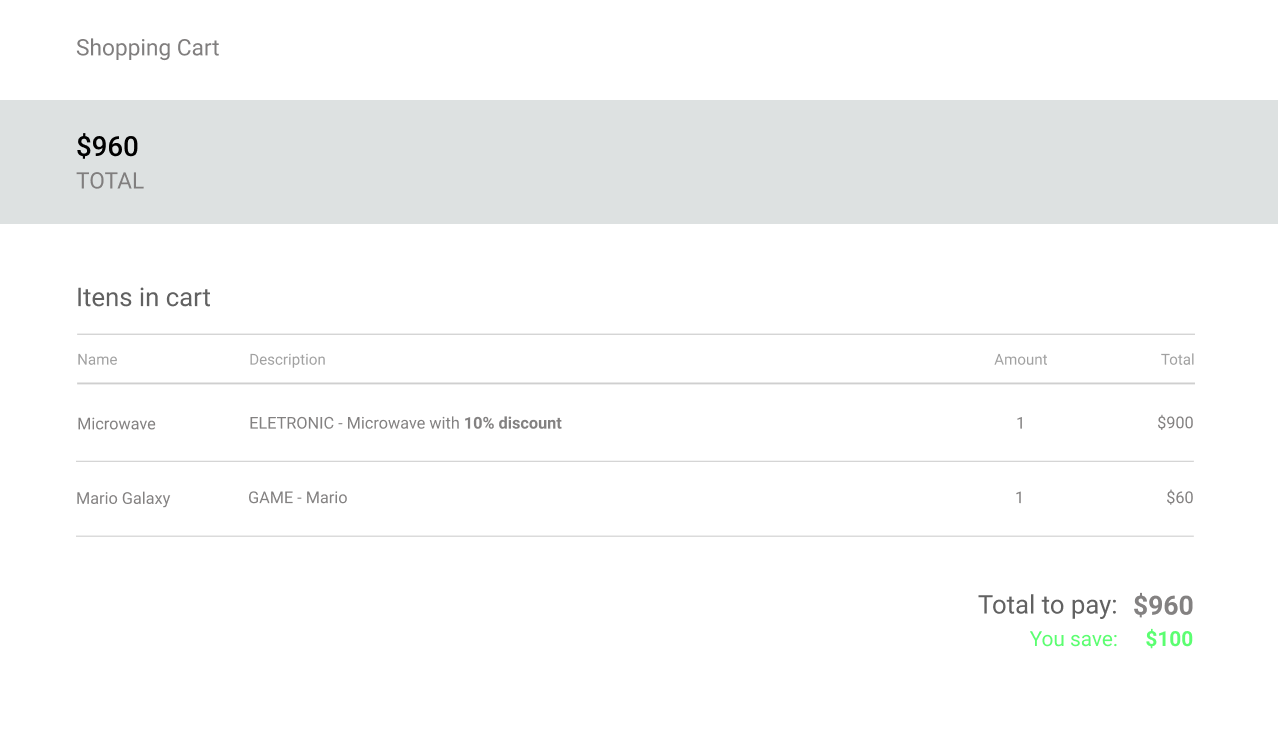 Shopping Cart
$960
TOTAL
Itens in cart
Name Description Amount Total
Microwave ELETRONIC - Microwave with 10% discount 1 $900
Mario Galaxy GAME - Mario 1 $60
Total to pay: $960
You save: $100